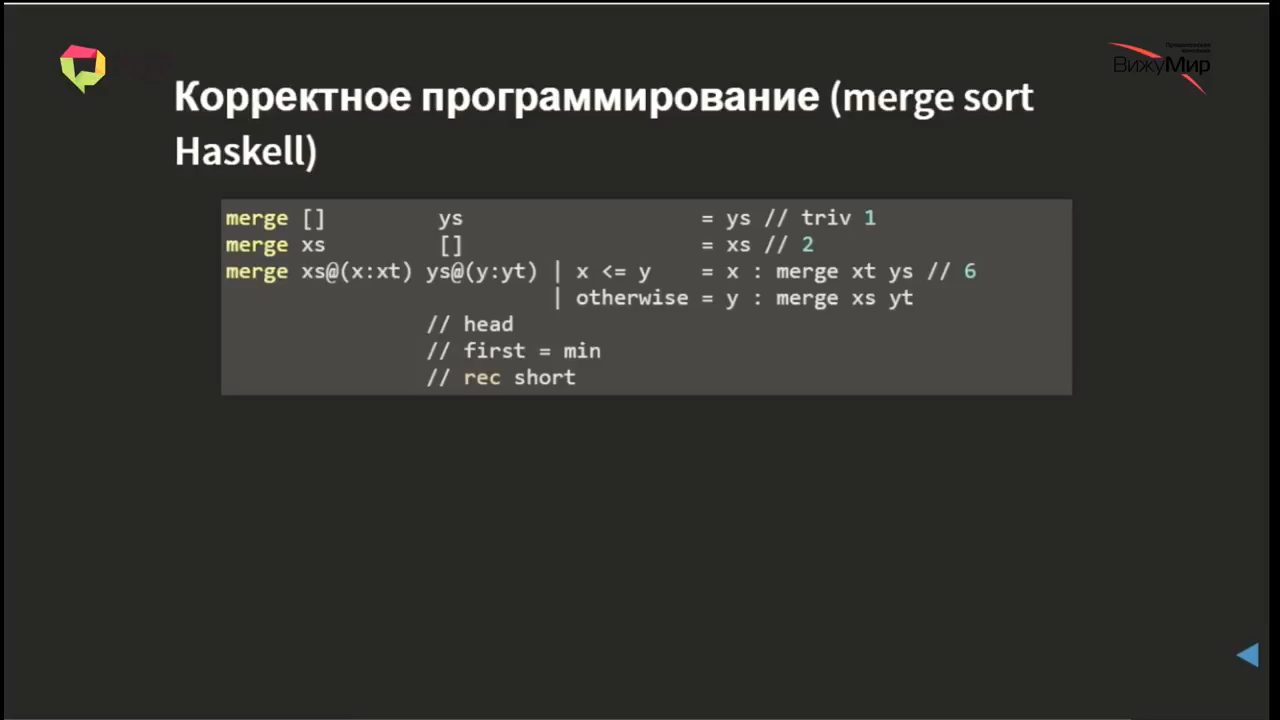 ВижуМир
Корректное программирование (merge sort
Haskell)
merge [] ys = ys // triv 1
merge xs [] = xs // 2
merge xs@(x:xt) ys@(y:yt) | x <= y = x : merge xt ys // 6
| otherwise = y : merge xs yt
// head
// first = min
// rec short